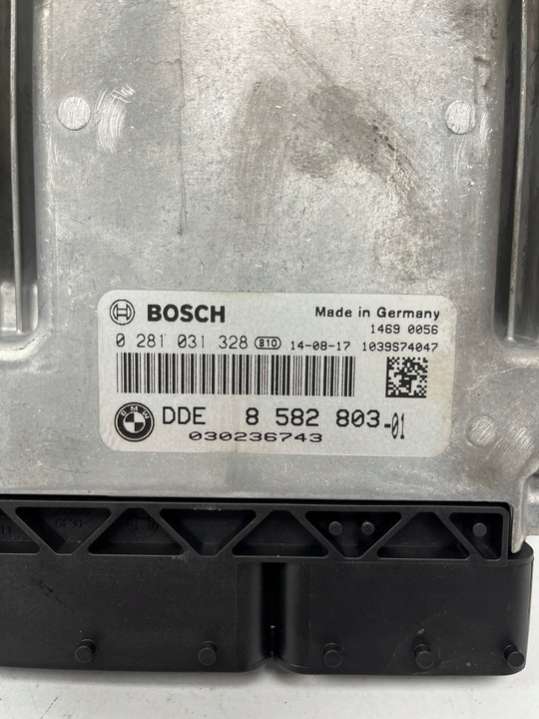 BOSCH Made in Germany
1469 0056
0 281 031 328 810 14-08-17 1039S74047
BMW DDE 8 582 803-01
030236743